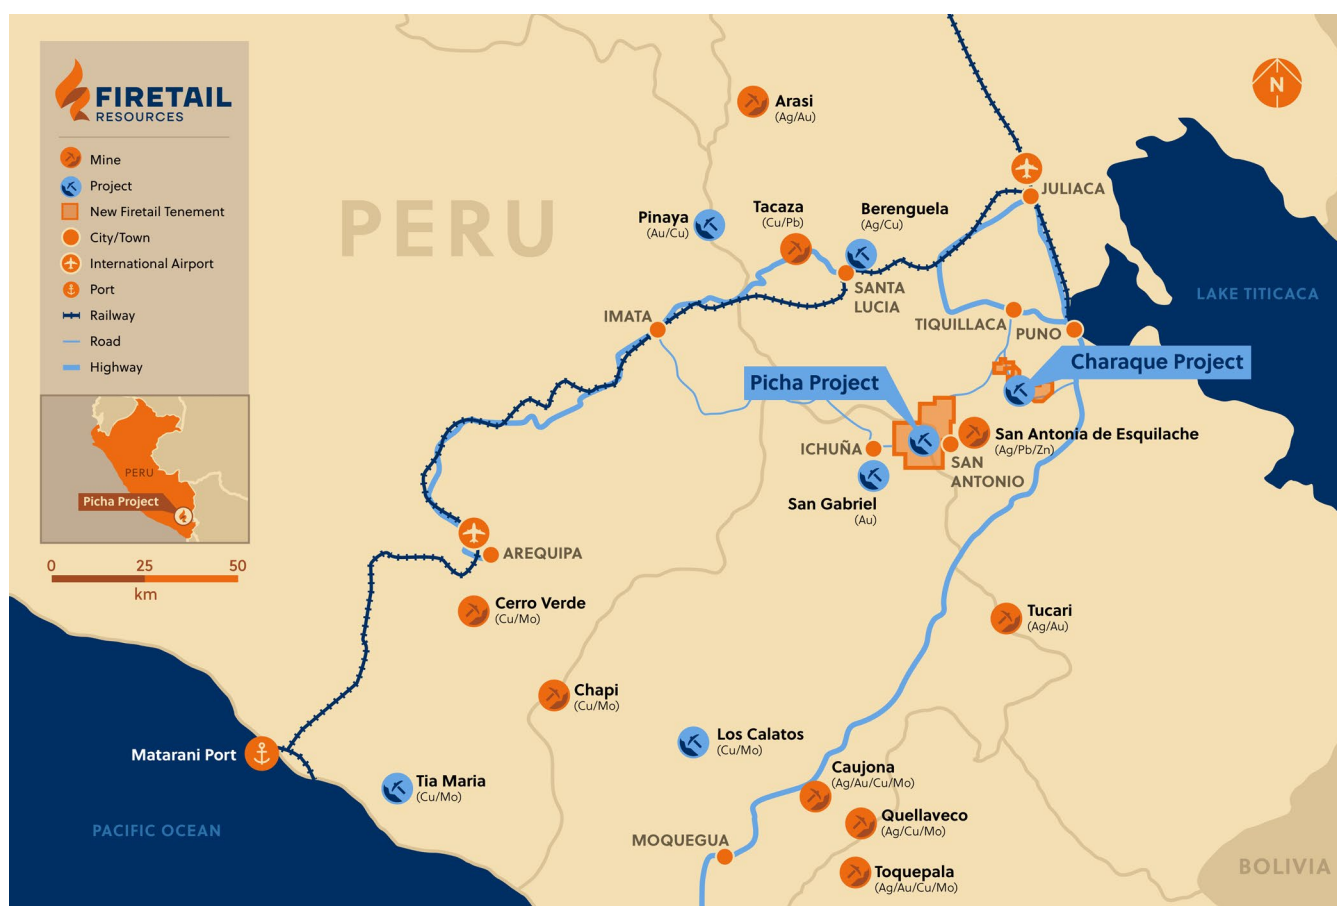 FIRETAIL
RESOURCES
Mine
Project
New Firetail Tenement
City/Town
International Airport
Port
Railway
Road
Highway
PERU
Picha Project
0 25 50
km
PERU
N
Arasi
(Ag/Au)
JULIACA
Pinaya
(Au/Cu)
Tacaza
(Cu/Pb)
Berenguela
(Ag/Cu)
SANTA
LUCIA
IMATA
TIQUILLACA
PUNO
LAKE TITICACA
Charaque Project
Picha Project
San Antonia de Esquilache
(Ag/Pb/Zn)
ICHUÑA
SAN
ANTONIO
San Gabriel
(Au)
AREQUIPA
Cerro Verde
(Cu/Mo)
Tucari
(Ag/Au)
Chapi
(Cu/Mo)
Los Calatos
(Cu/Mo)
Matarani Port
Tia Maria
(Cu/Mo)
Caujona
(Ag/Au/Cu/Mo)
Quellaveco
(Ag/Cu/Mo)
PACIFIC OCEAN
MOQUEGUA
Toquepala
(Ag/Au/Cu/Mo)
BOLIVIA